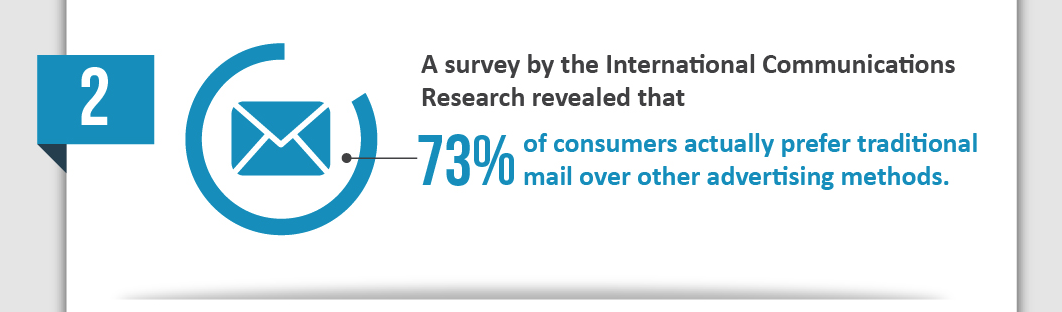 2
A survey by the International Communications
Research revealed that
73% of consumers actually prefer traditional
mail over other advertising methods.